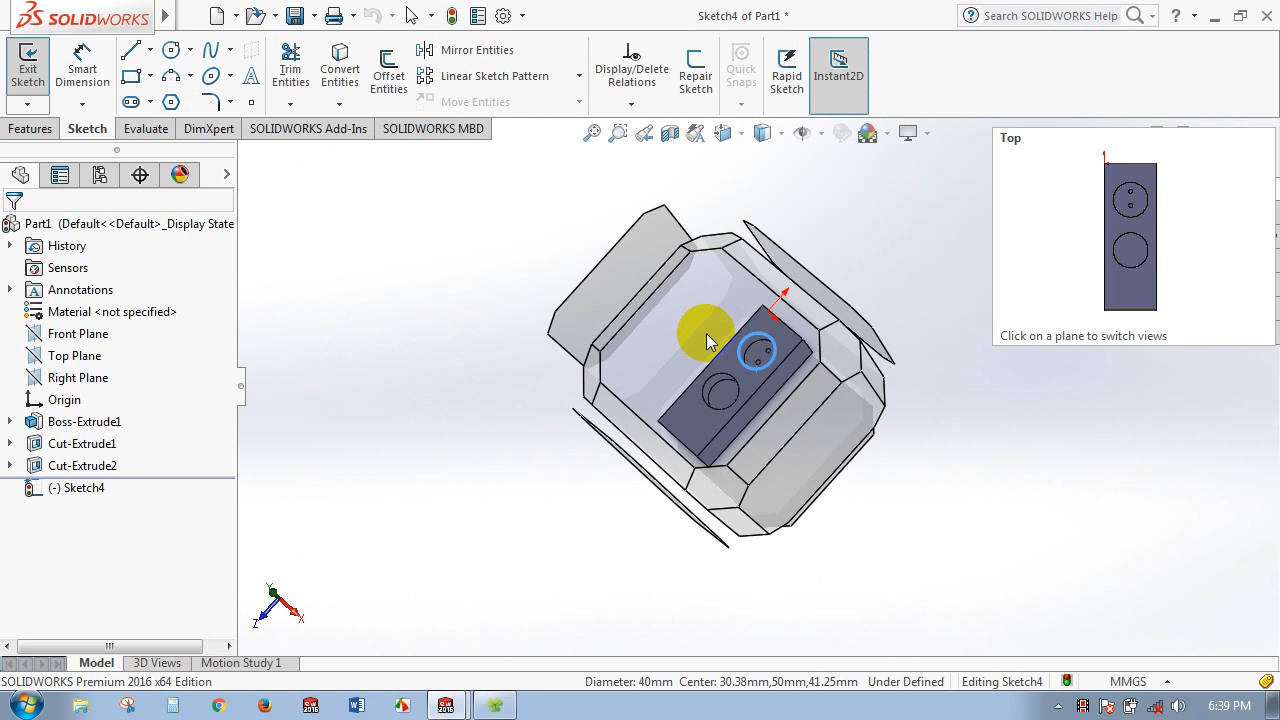 SOLIDWORKS
Sketch4 of Part1 *
Search SOLIDWORKS Help
?
Exit Sketch
Smart Dimension
Trim Entities
Convert Entities
Offset Entities
Mirror Entities
Linear Sketch Pattern
Move Entities
Display/Delete Relations
Repair Sketch
Quick Snaps
Rapid Sketch
Instant2D
Features
Sketch
Evaluate
DimXpert
SOLIDWORKS Add-Ins
SOLIDWORKS MBD
Top
Click on a plane to switch views
Part1 (Default<<Default>_Display State
History
Sensors
Annotations
Material <not specified>
Front Plane
Top Plane
Right Plane
Origin
Boss-Extrude1
Cut-Extrude1
Cut-Extrude2
(-) Sketch4
Y
Z
X
Model
3D Views
Motion Study 1
SOLIDWORKS Premium 2016 x64 Edition
Diameter: 40mm Center: 30.38mm,50mm,41.25mm
Under Defined
Editing Sketch4
MMGS
6:39 PM